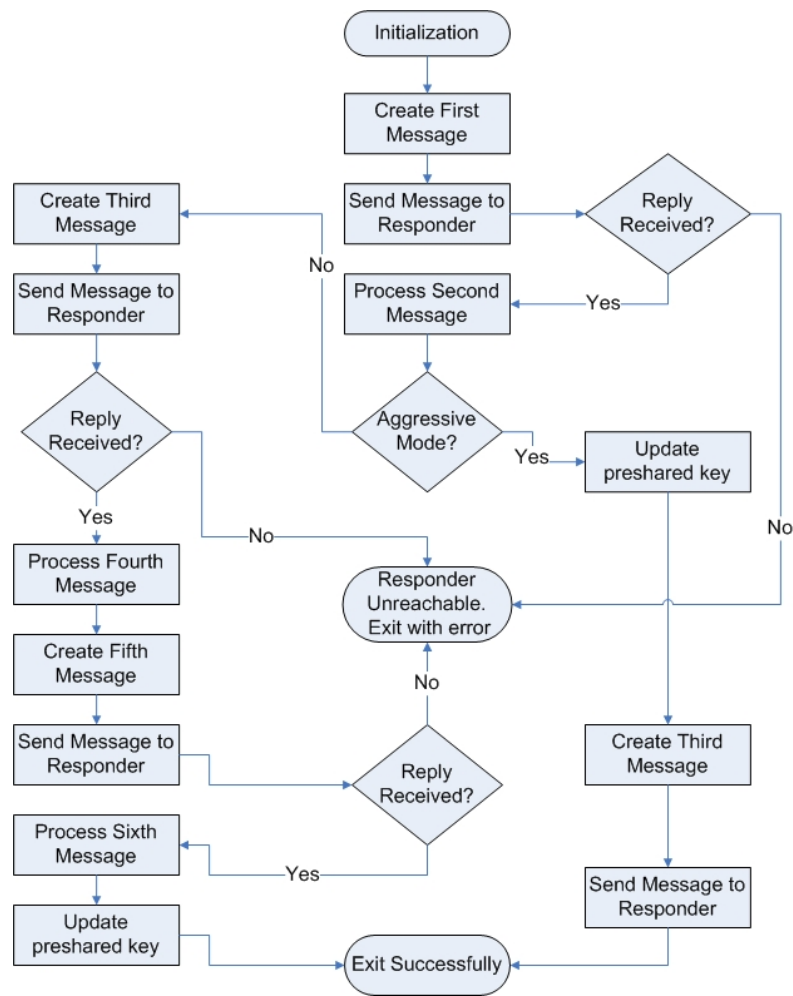 Initialization
Create First
Message
Send Message to
Responder
Reply
Received?
No
Yes
Process Second
Message
Aggressive
Mode?
No
Yes
Create Third
Message
Send Message to
Responder
Reply
Received?
Yes
No
Process Fourth
Message
Create Fifth
Message
Send Message to
Responder
Reply
Received?
No
Yes
Responder
Unreachable.
Exit with error
Process Sixth
Message
Update
preshared key
Update
preshared key
Create Third
Message
Send Message to
Responder
Exit Successfully